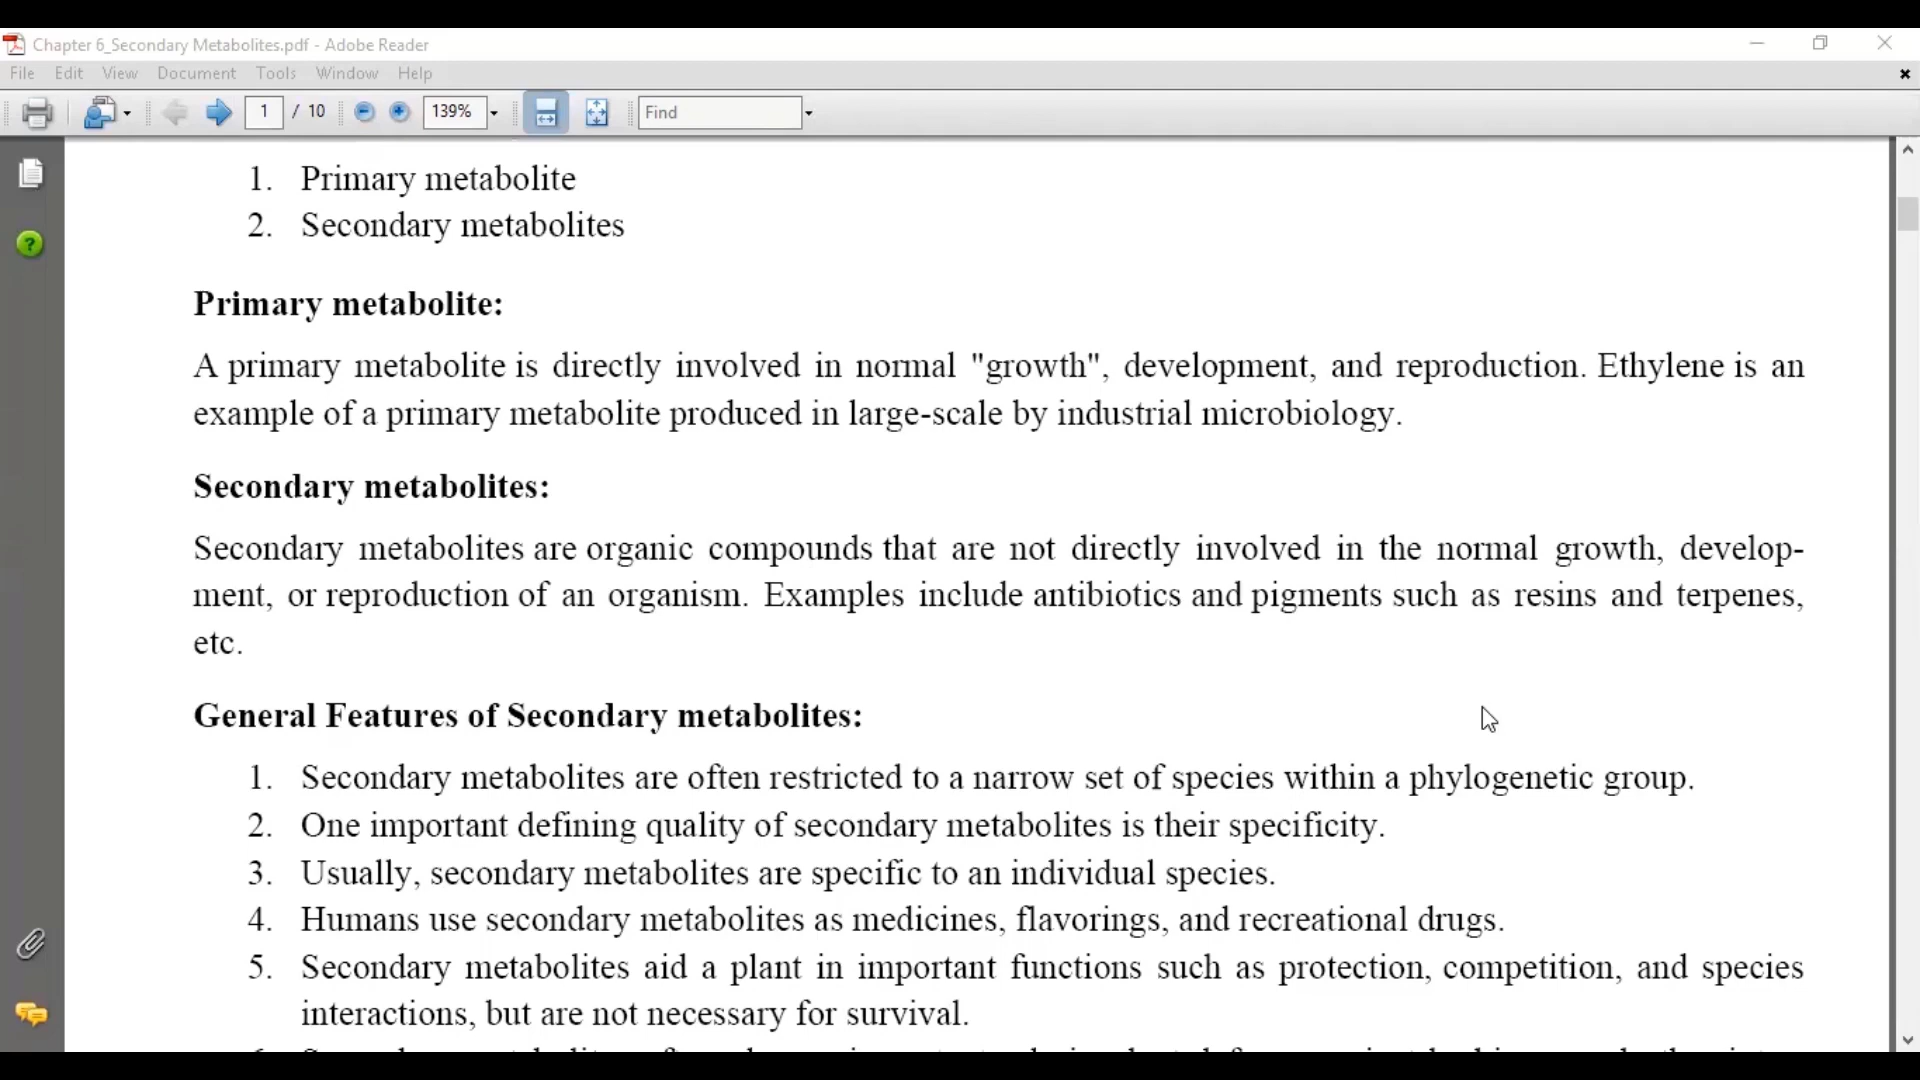 Chapter 6_Secondary Metabolites.pdf - Adobe Reader
File Edit View Document Tools Window Help
1 / 10 139% Find
1. Primary metabolite
2. Secondary metabolites
Primary metabolite:
A primary metabolite is directly involved in normal "growth", development, and reproduction. Ethylene is an
example of a primary metabolite produced in large-scale by industrial microbiology.
Secondary metabolites:
Secondary metabolites are organic compounds that are not directly involved in the normal growth, develop-
ment, or reproduction of an organism. Examples include antibiotics and pigments such as resins and terpenes,
etc.
General Features of Secondary metabolites:
1. Secondary metabolites are often restricted to a narrow set of species within a phylogenetic group.
2. One important defining quality of secondary metabolites is their specificity.
3. Usually, secondary metabolites are specific to an individual species.
4. Humans use secondary metabolites as medicines, flavorings, and recreational drugs.
5. Secondary metabolites aid a plant in important functions such as protection, competition, and species
interactions, but are not necessary for survival.